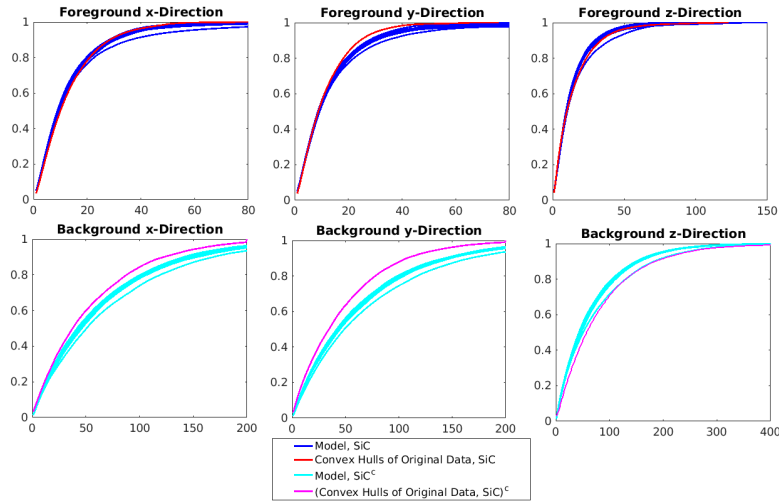 Foreground x-Direction
1
0.8
0.6
0.4
0.2
0
0 20 40 60 80
Foreground y-Direction
1
0.8
0.6
0.4
0.2
0
0 20 40 60 80
Foreground z-Direction
1
0.8
0.6
0.4
0.2
0
0 50 100 150
Background x-Direction
1
0.8
0.6
0.4
0.2
0
0 50 100 150 200
Background y-Direction
1
0.8
0.6
0.4
0.2
0
0 50 100 150 200
Background z-Direction
1
0.8
0.6
0.4
0.2
0
0 100 200 300 400
Model, SiC
Convex Hulls of Original Data, SiC
Model, SiC^c
(Convex Hulls of Original Data, SiC)^c